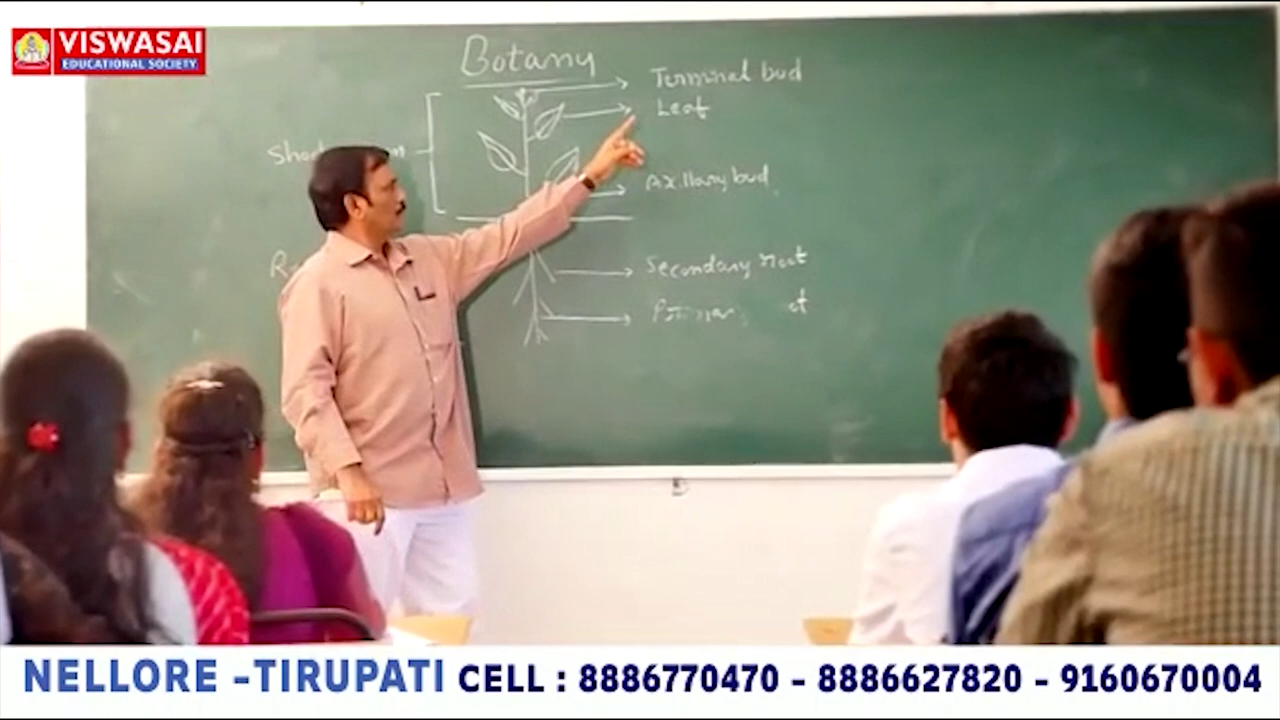 VISWASAI
EDUCATIONAL SOCIETY
Botany
Terminal bud
Leaf
Axillary bud
Secondary root
NELLORE -TIRUPATI CELL : 8886770470 - 8886627820 - 9160670004